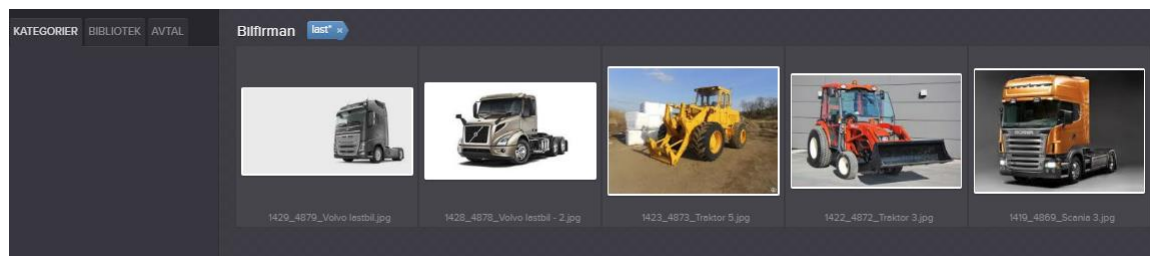 KATEGORIER BIBLIOTEK AVTAL
Bilfirman last* ×
SCANIA
1429_4879_Volvo lastbil.jpg 1428_4878_Volvo lastbil - 2.jpg 1423_4873_Traktor 5.jpg 1422_4872_Traktor 3.jpg 1419_4869_Scania 3.jpg